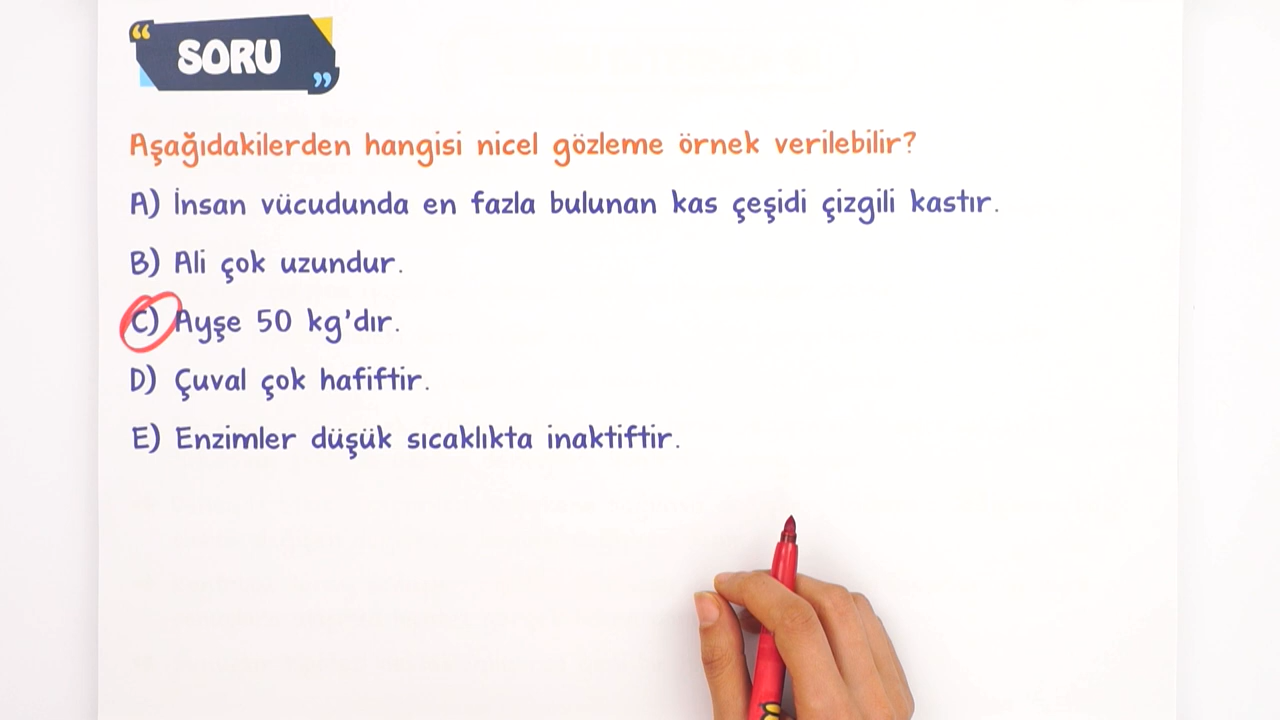 SORU
Aşağıdakilerden hangisi nicel gözleme örnek verilebilir?
A) İnsan vücudunda en fazla bulunan kas çeşidi çizgili kastır.
B) Ali çok uzundur.
C) Ayşe 50 kg'dır.
D) Çuval çok hafiftir.
E) Enzimler düşük sıcaklıkta inaktiftir.